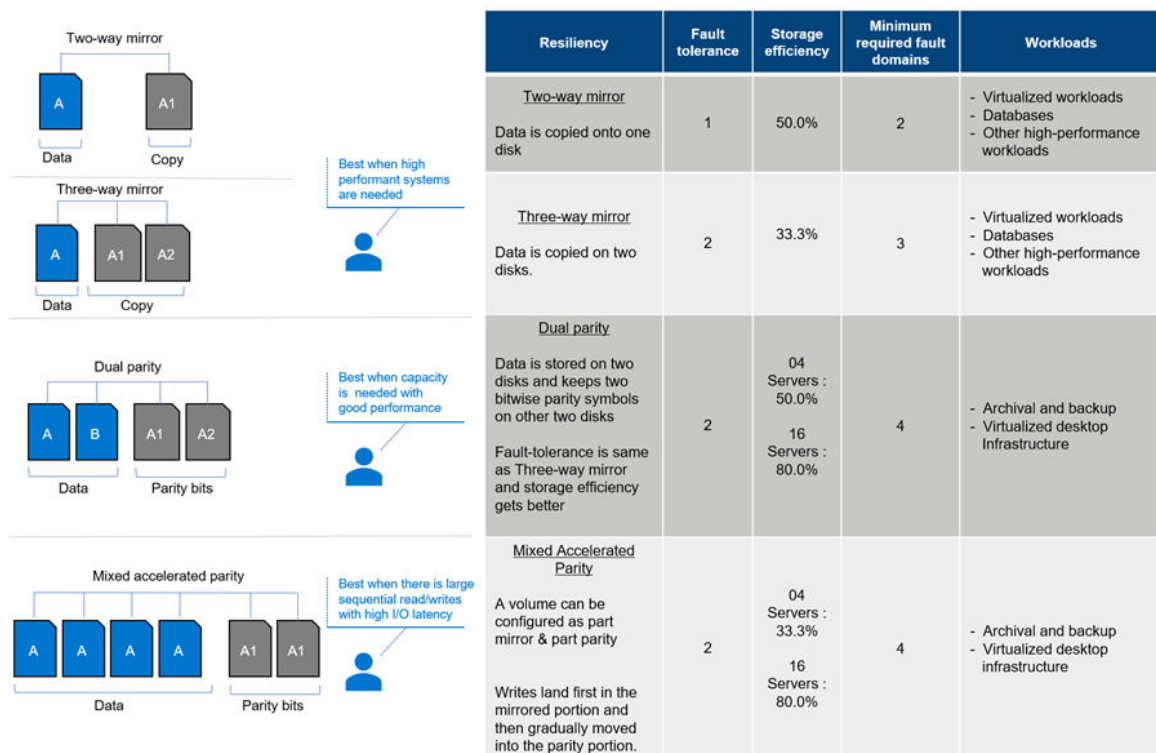 Two-way mirror
A
A1
Data
Copy
Three-way mirror
A
A1
A2
Data
Copy
Best when high
performant systems
are needed
Dual parity
A
B
A1
A2
Data
Parity bits
Best when capacity
is needed with
good performance
Mixed accelerated parity
A
A
A
A
A1
A1
Data
Parity bits
Best when there is large
sequential read/writes
with high I/O latency
Resiliency
Fault
tolerance
Storage
efficiency
Minimum
required fault
domains
Workloads
Two-way mirror
Data is copied onto one
disk
1
50.0%
2
- Virtualized workloads
- Databases
- Other high-performance
workloads
Three-way mirror
Data is copied on two
disks.
2
33.3%
3
- Virtualized workloads
- Databases
- Other high-performance
workloads
Dual parity
Data is stored on two
disks and keeps two
bitwise parity symbols
on other two disks
Fault-tolerance is same
as Three-way mirror
and storage efficiency
gets better
2
04
Servers :
50.0%
16
Servers :
80.0%
4
- Archival and backup
- Virtualized desktop
Infrastructure
Mixed Accelerated
Parity
A volume can be
configured as part
mirror & part parity
Writes land first in the
mirrored portion and
then gradually moved
into the parity portion.
2
04
Servers :
33.3%
16
Servers :
80.0%
4
- Archival and backup
- Virtualized desktop
infrastructure